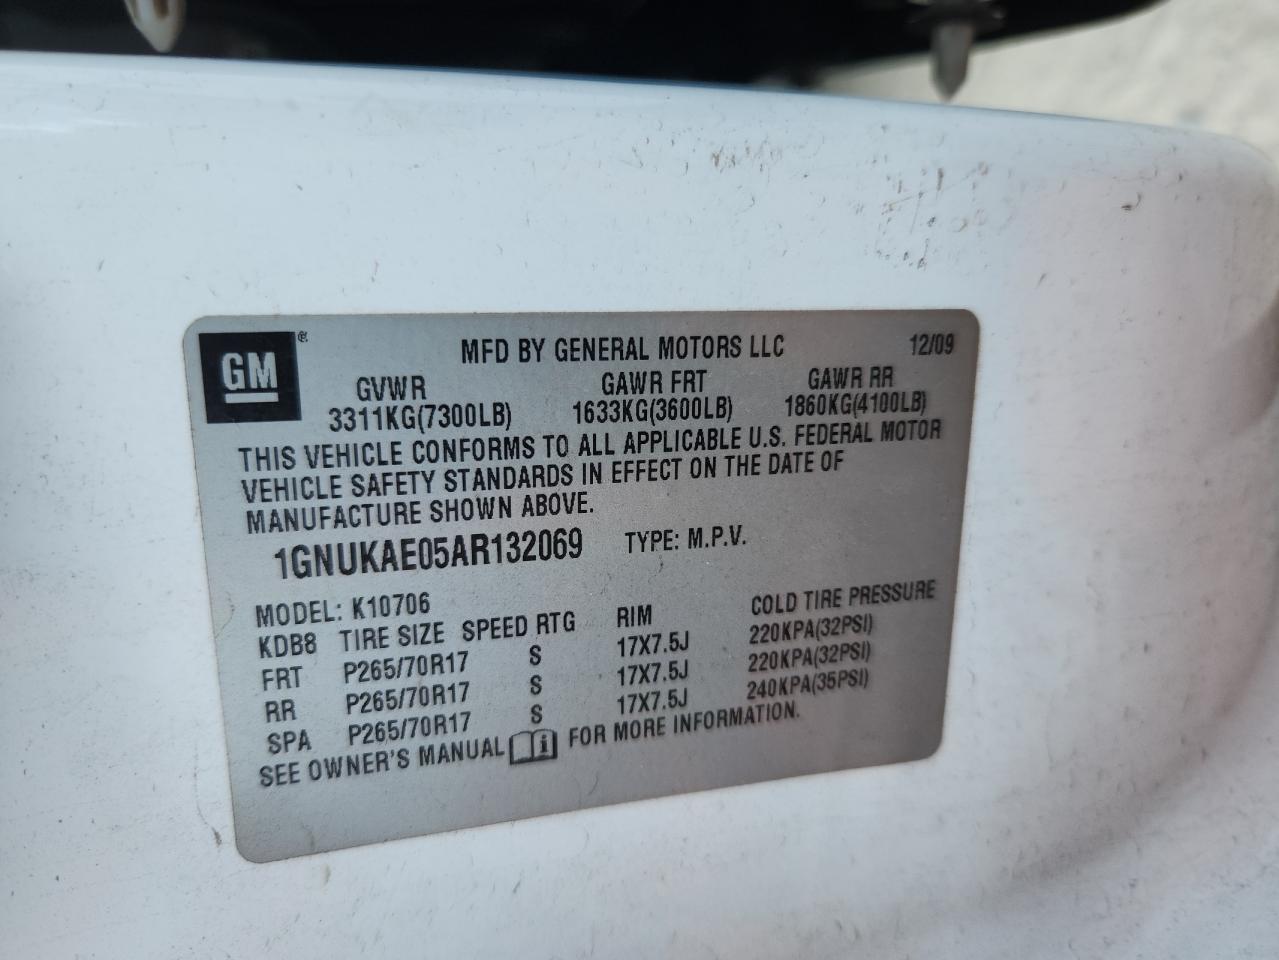 GM
MFD BY GENERAL MOTORS LLC 12/09
GVWR GAWR FRT GAWR RR
3311KG(7300LB) 1633KG(3600LB) 1860KG(4100LB)
THIS VEHICLE CONFORMS TO ALL APPLICABLE U.S. FEDERAL MOTOR
VEHICLE SAFETY STANDARDS IN EFFECT ON THE DATE OF
MANUFACTURE SHOWN ABOVE.
1GNUKAE05AR132069 TYPE: M.P.V.
MODEL: K10706
KDB8 TIRE SIZE SPEED RTG RIM COLD TIRE PRESSURE
FRT P265/70R17 S 17X7.5J 220KPA(32PSI)
RR P265/70R17 S 17X7.5J 220KPA(32PSI)
SPA P265/70R17 S 17X7.5J 240KPA(35PSI)
SEE OWNER'S MANUAL FOR MORE INFORMATION.